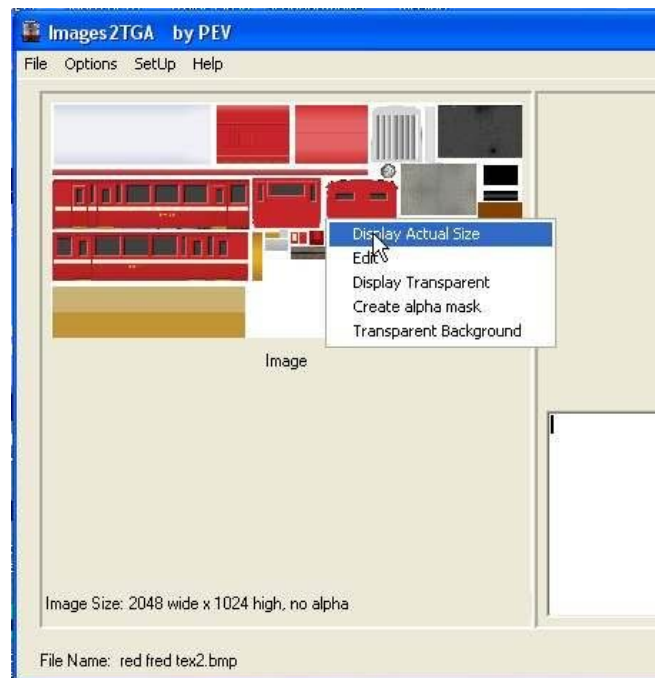 Images2TGA by PEV
File Options SetUp Help
Display Actual Size
Edit
Display Transparent
Create alpha mask
Transparent Background
Image
Image Size: 2048 wide x 1024 high, no alpha
File Name: red fred tex2.bmp